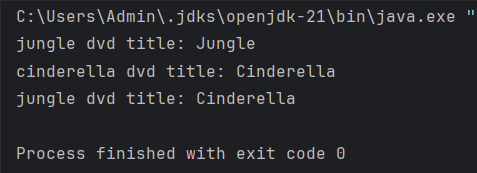 C:\Users\Admin\.jdks\openjdk-21\bin\java.exe "
jungle dvd title: Jungle
cinderella dvd title: Cinderella
jungle dvd title: Cinderella
Process finished with exit code 0